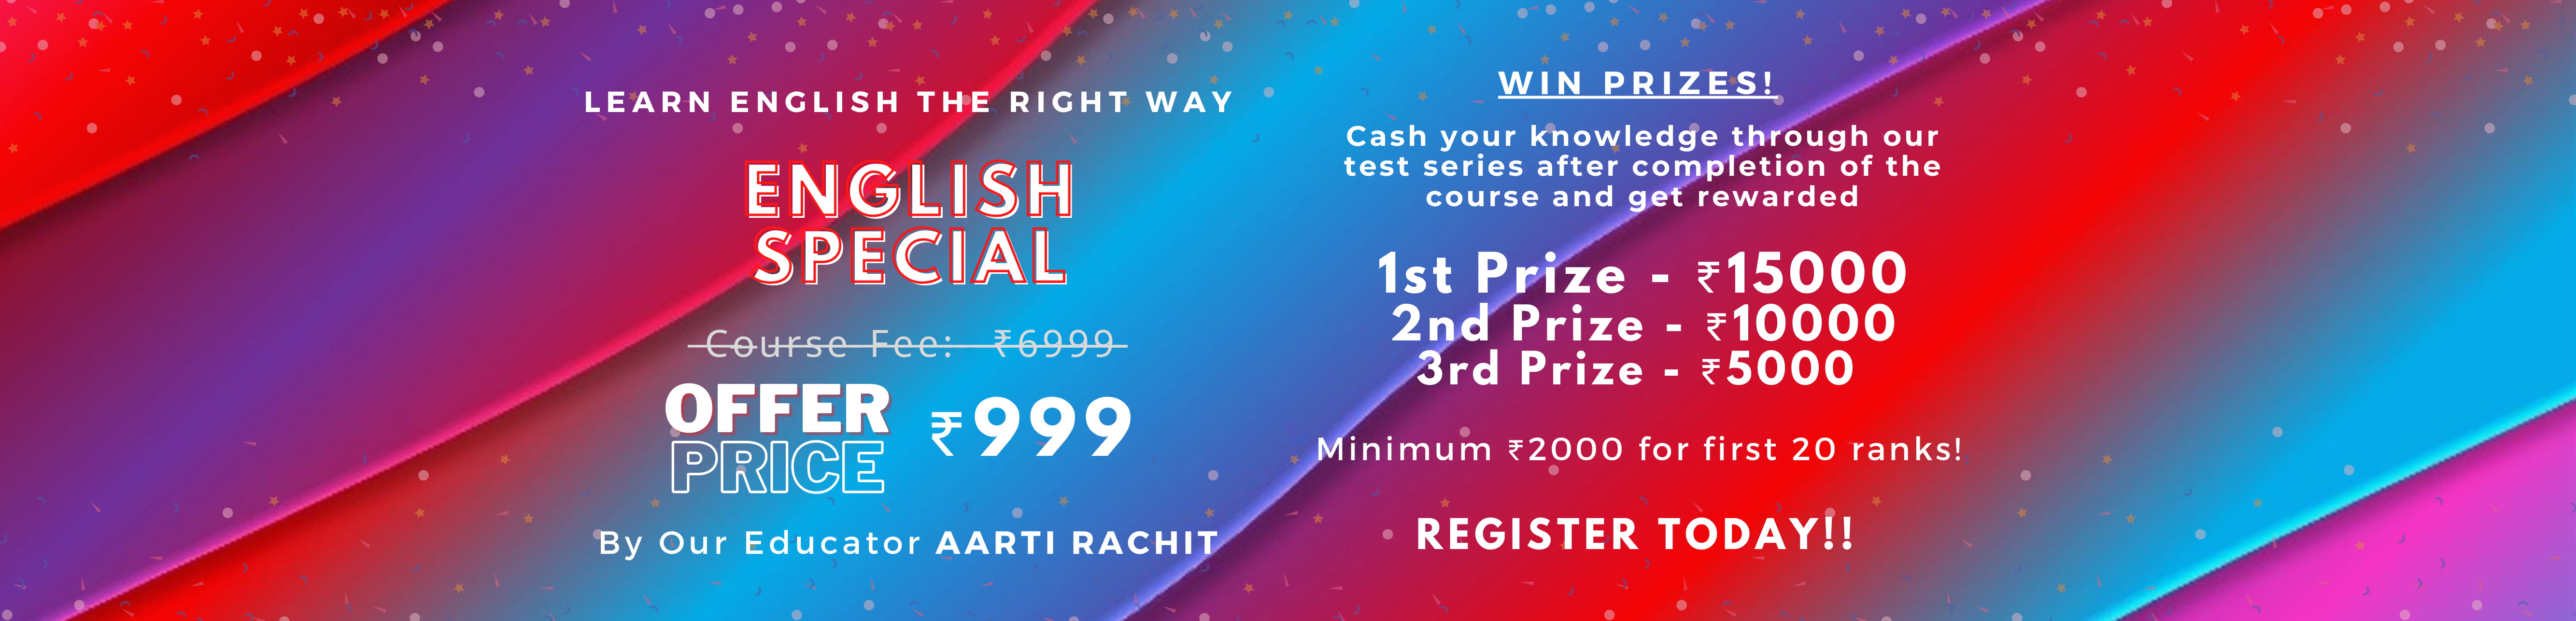 LEARN ENGLISH THE RIGHT WAY
ENGLISH
SPECIAL
Course Fee: ₹6999
OFFER
PRICE
₹999
By Our Educator AARTI RACHIT
WIN PRIZES!
Cash your knowledge through our
test series after completion of the
course and get rewarded
1st Prize - ₹15000
2nd Prize - ₹10000
3rd Prize - ₹5000
Minimum ₹2000 for first 20 ranks!
REGISTER TODAY!!